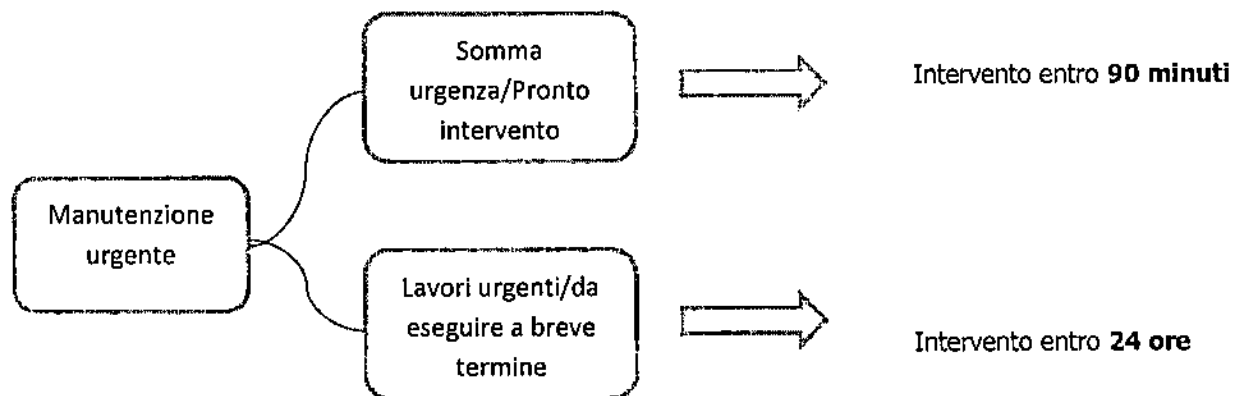 Somma
urgenza/Pronto
intervento
Intervento entro 90 minuti
Manutenzione
urgente
Lavori urgenti/da
eseguire a breve
termine
Intervento entro 24 ore